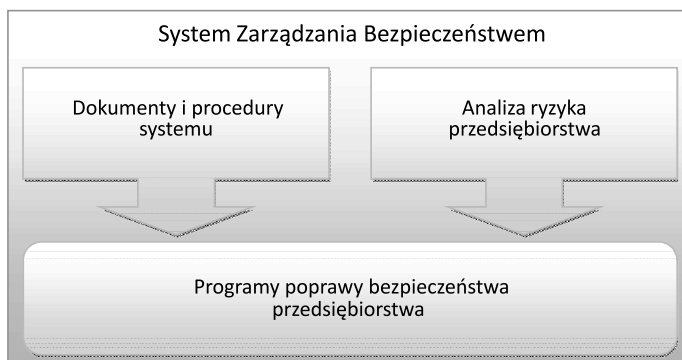 System Zarządzania Bezpieczeństwem
Dokumenty i procedury
systemu
Analiza ryzyka
przedsiębiorstwa
Programy poprawy bezpieczeństwa
przedsiębiorstwa